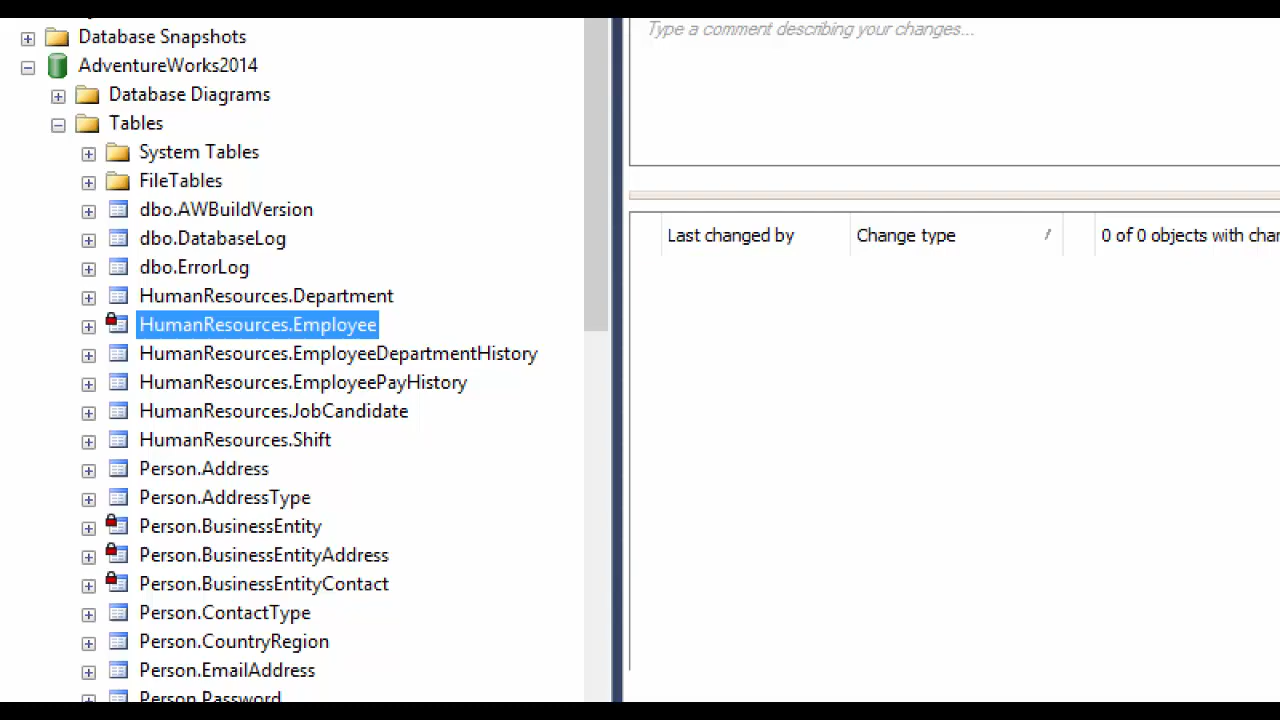 Database Snapshots
AdventureWorks2014
Database Diagrams
Tables
System Tables
FileTables
dbo.AWBuildVersion
dbo.DatabaseLog
dbo.ErrorLog
HumanResources.Department
HumanResources.Employee
HumanResources.EmployeeDepartmentHistory
HumanResources.EmployeePayHistory
HumanResources.JobCandidate
HumanResources.Shift
Person.Address
Person.AddressType
Person.BusinessEntity
Person.BusinessEntityAddress
Person.BusinessEntityContact
Person.ContactType
Person.CountryRegion
Person.EmailAddress
Person.Password
Type a comment describing your changes...
Last changed by Change type / 0 of 0 objects with char